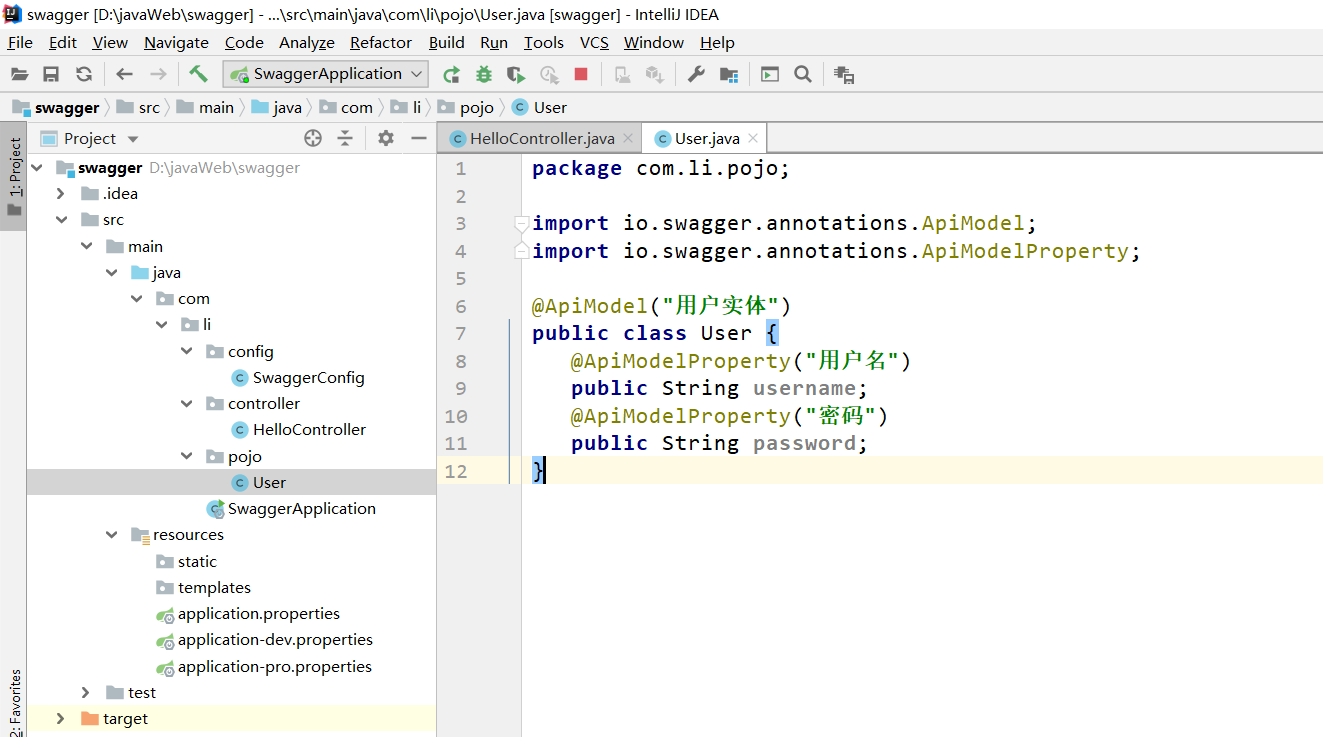 swagger [D:\javaWeb\swagger] - ...\src\main\java\com\li\pojo\User.java [swagger] - IntelliJ IDEA
File Edit View Navigate Code Analyze Refactor Build Run Tools VCS Window Help
SwaggerApplication
swagger src main java com li pojo User
1: Project
Project
swagger D:\javaWeb\swagger
.idea
src
main
java
com
li
config
SwaggerConfig
controller
HelloController
pojo
User
SwaggerApplication
resources
static
templates
application.properties
application-dev.properties
application-pro.properties
test
target
2: Favorites
HelloController.java User.java
1 package com.li.pojo;
2
3 import io.swagger.annotations.ApiModel;
4 import io.swagger.annotations.ApiModelProperty;
5
6 @ApiModel("用户实体")
7 public class User {
8 @ApiModelProperty("用户名")
9 public String username;
10 @ApiModelProperty("密码")
11 public String password;
12 }